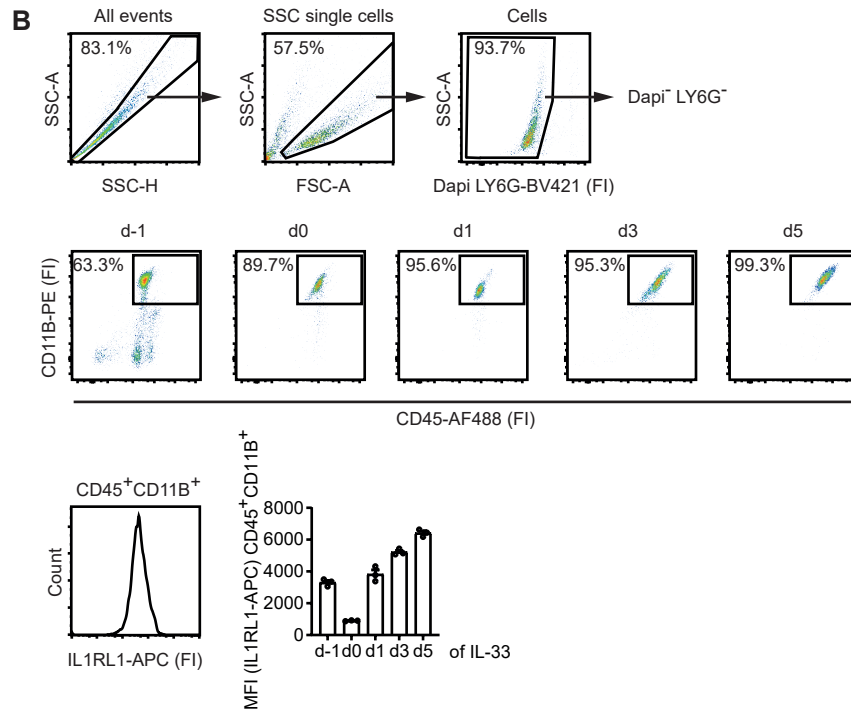 B
All events
SSC single cells
Cells
83.1%
57.5%
93.7%
SSC-A
SSC-A
SSC-A
Dapi⁻ LY6G⁻
SSC-H
FSC-A
Dapi LY6G-BV421 (FI)
d-1
d0
d1
d3
d5
63.3%
89.7%
95.6%
95.3%
99.3%
CD11B-PE (FI)
CD45-AF488 (FI)
CD45⁺CD11B⁺
Count
IL1RL1-APC (FI)
MFI (IL1RL1-APC) CD45⁺CD11B⁺
8000
6000
4000
2000
0
d-1 d0 d1 d3 d5 of IL-33